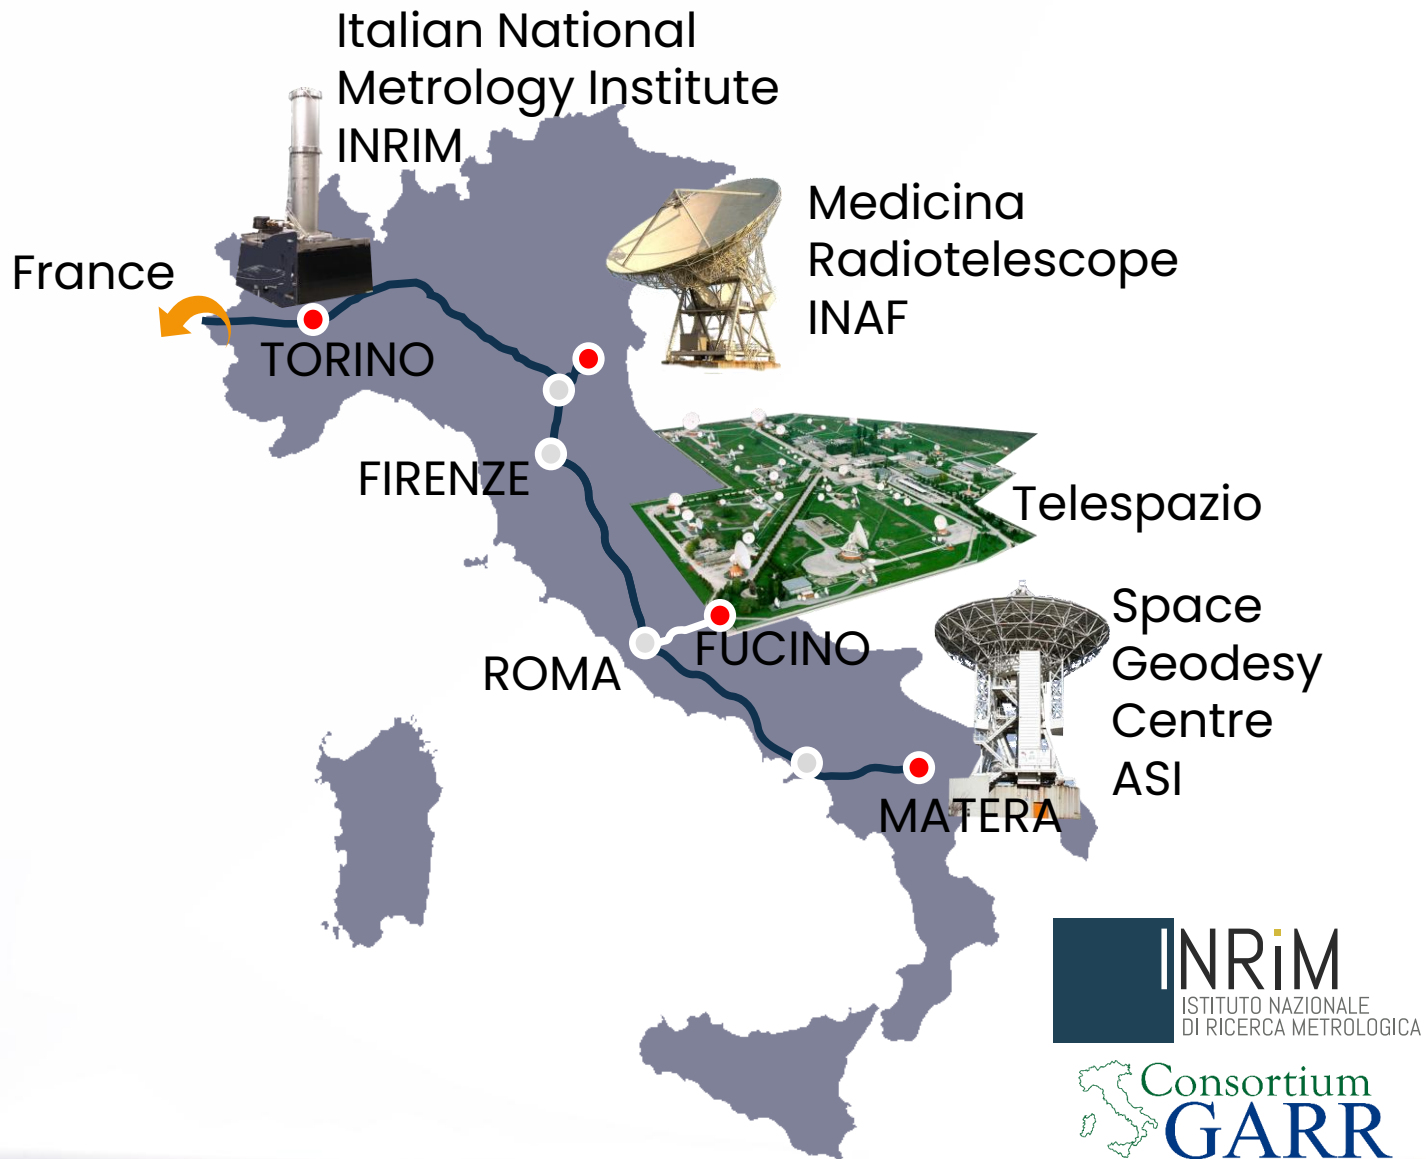 Italian National
Metrology Institute
INRIM
France
TORINO
Medicina
Radiotelescope
INAF
FIRENZE
Telespazio
FUCINO
ROMA
Space
Geodesy
Centre
ASI
MATERA
INRiM
ISTITUTO NAZIONALE
DI RICERCA METROLOGICA
Consortium
GARR